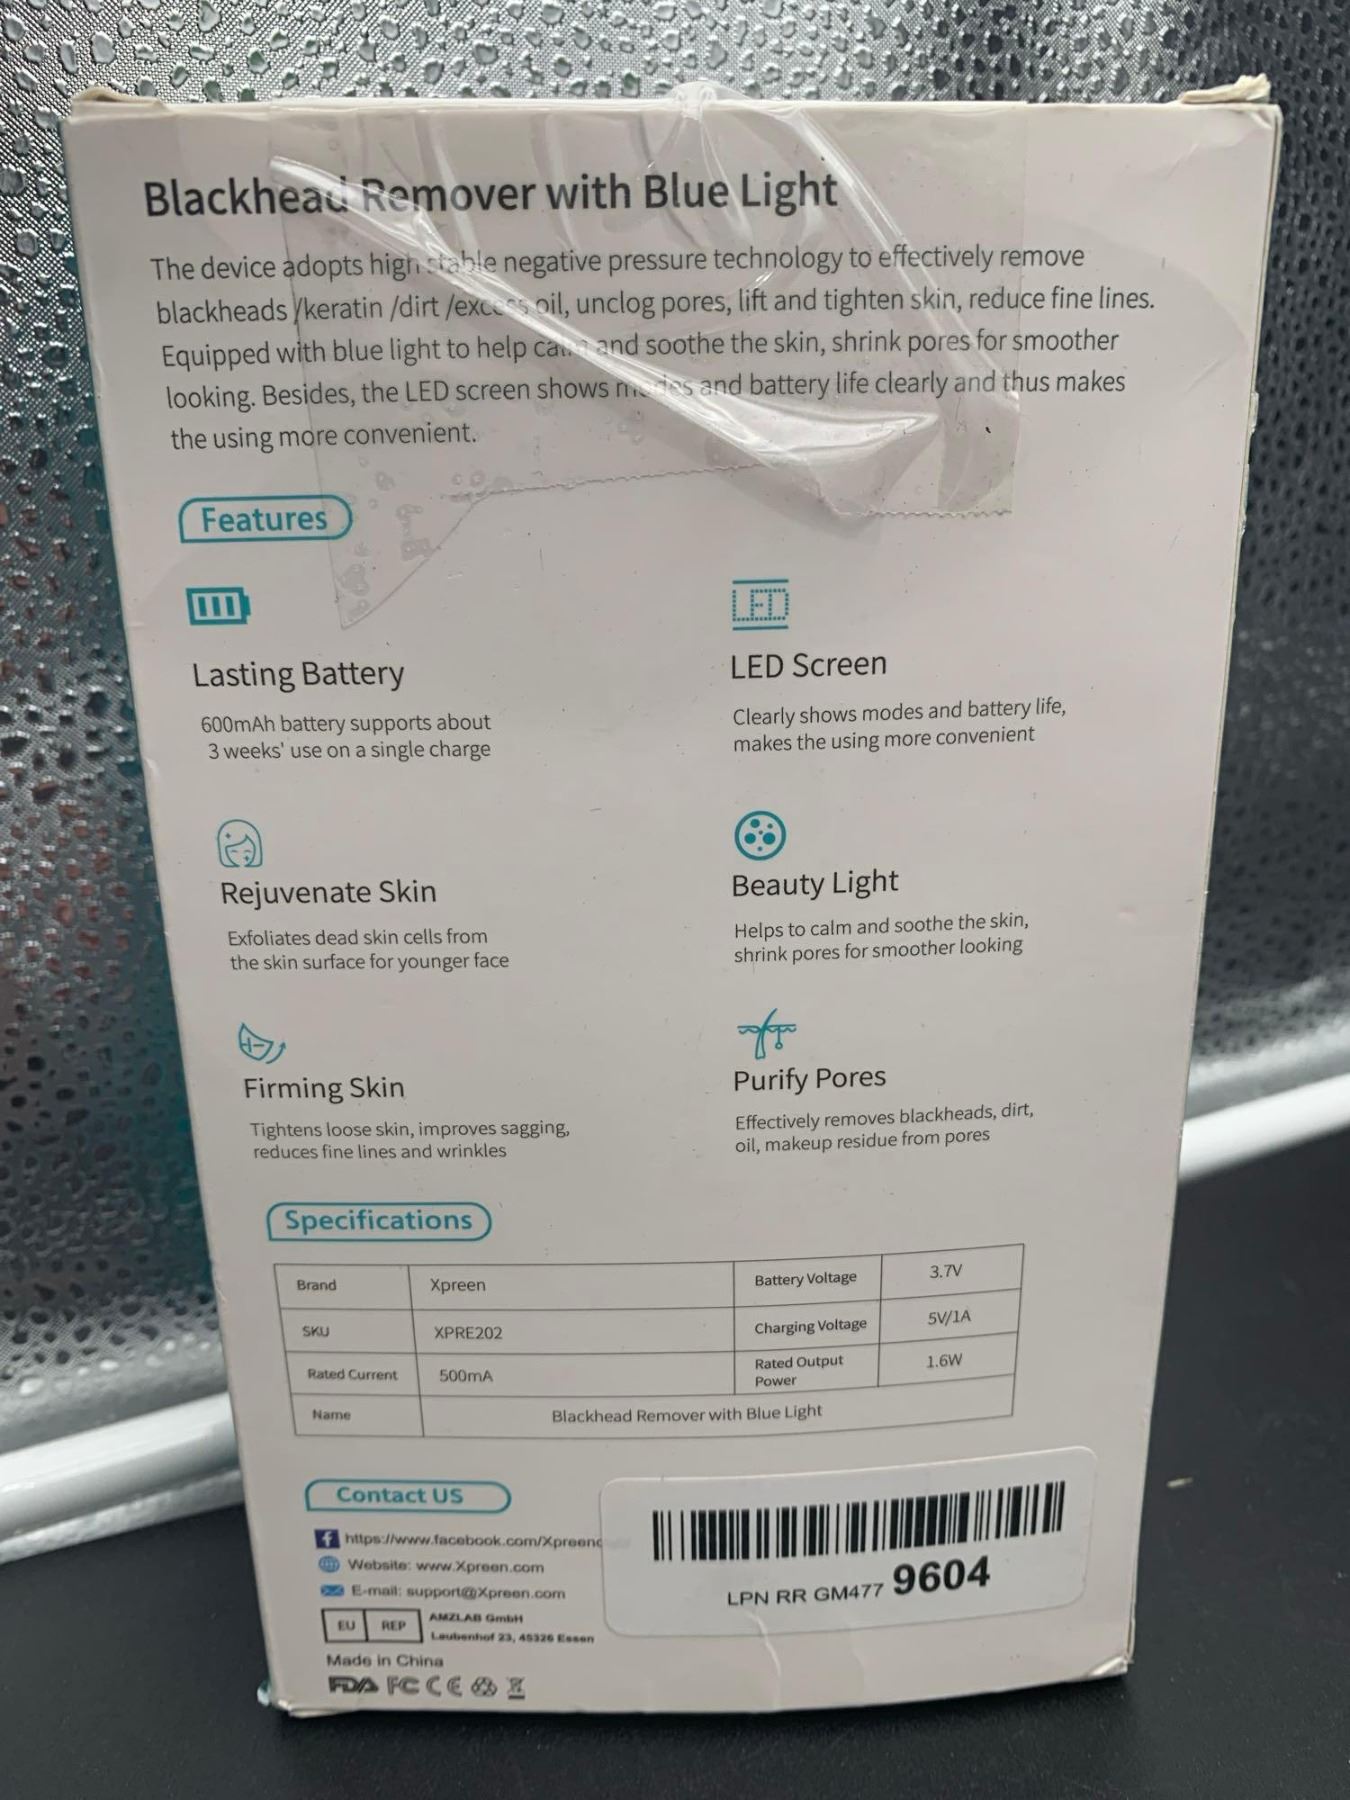 Blackhead Remover with Blue Light
The device adopts high stable negative pressure technology to effectively remove
blackheads /keratin /dirt /excess oil, unclog pores, lift and tighten skin, reduce fine lines.
Equipped with blue light to help calm and soothe the skin, shrink pores for smoother
looking. Besides, the LED screen shows modes and battery life clearly and thus makes
the using more convenient.
Features
LED
Lasting Battery
600mAh battery supports about
3 weeks' use on a single charge
LED Screen
Clearly shows modes and battery life,
makes the using more convenient
Rejuvenate Skin
Exfoliates dead skin cells from
the skin surface for younger face
Beauty Light
Helps to calm and soothe the skin,
shrink pores for smoother looking
Firming Skin
Tightens loose skin, improves sagging,
reduces fine lines and wrinkles
Purify Pores
Effectively removes blackheads, dirt,
oil, makeup residue from pores
Specifications
Brand Xpreen Battery Voltage 3.7V
SKU XPRE202 Charging Voltage 5V/1A
Rated Current 500mA Rated Output Power 1.6W
Name Blackhead Remover with Blue Light
Contact US
https://www.facebook.com/Xpreen
Website: www.Xpreen.com
E-mail: support@Xpreen.com
EU REP AMZLAB GmbH
Laubenhof 23, 45326 Essen
Made in China
FDA FC CE
LPN RR GM477 9604